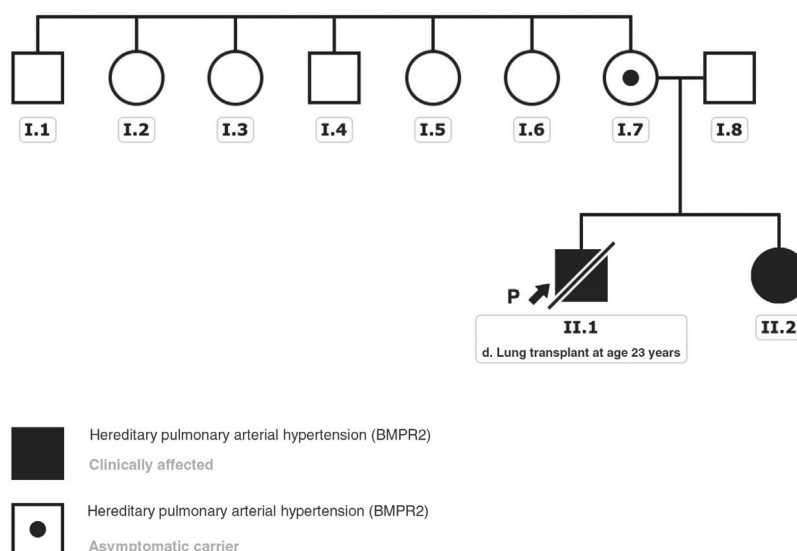 I.1 I.2 I.3 I.4 I.5 I.6 I.7 I.8
P
II.1 II.2
d. Lung transplant at age 23 years
Hereditary pulmonary arterial hypertension (BMPR2)
Clinically affected
Hereditary pulmonary arterial hypertension (BMPR2)
Asymptomatic carrier